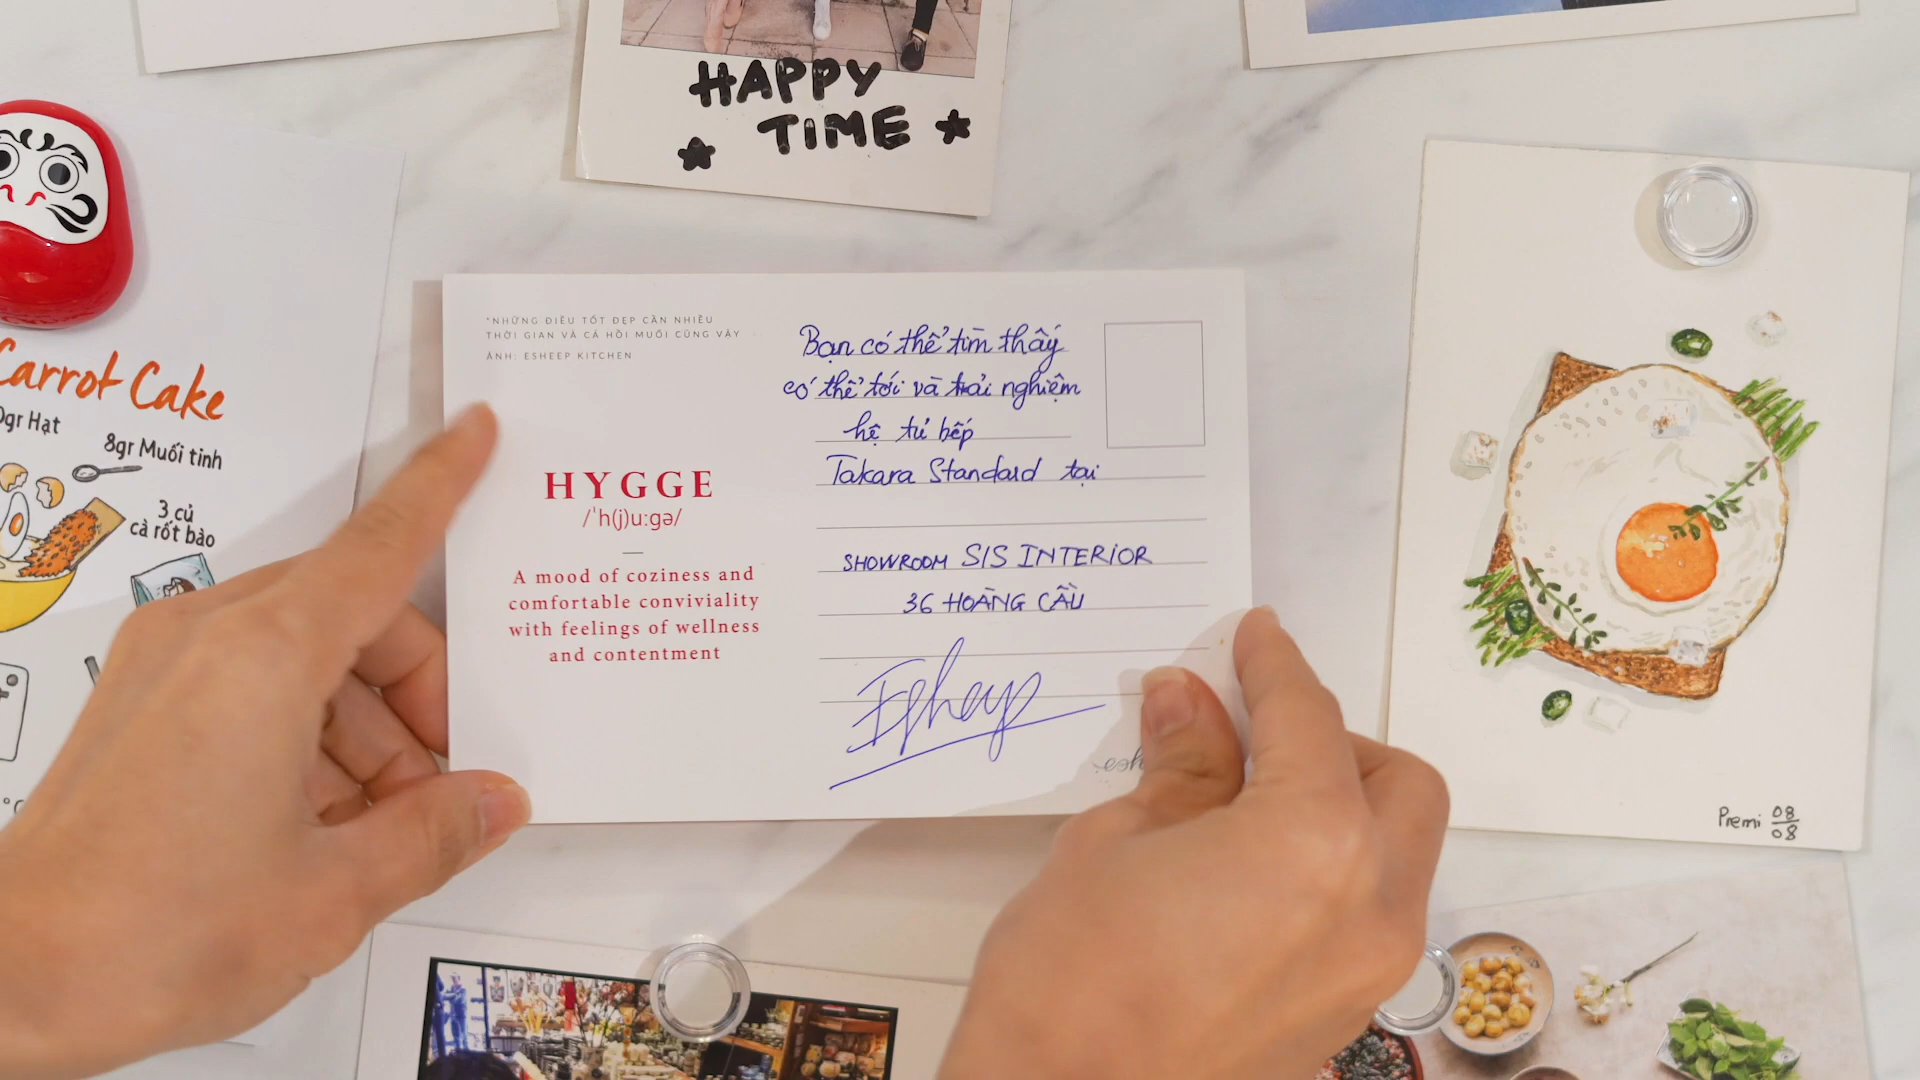 HAPPY
TIME
Carrot Cake
gr Hạt
8gr Muối tinh
3 củ
cà rốt bào
"NHỮNG ĐIỀU TỐT ĐẸP CẦN NHIỀU
THỜI GIAN VÀ CÁ HỒI MUỐI CŨNG VẬY
ẢNH: ESHEEP KITCHEN
HYGGE
/ˈh(j)uːɡə/
A mood of coziness and
comfortable conviviality
with feelings of wellness
and contentment
Bạn có thể tìm thấy
có thể tới và trải nghiệm
hệ tủ bếp
Takara Standard tại
SHOWROOM SIS INTERIOR
36 HOÀNG CẦU
Esheep
esh
Premi 08
08